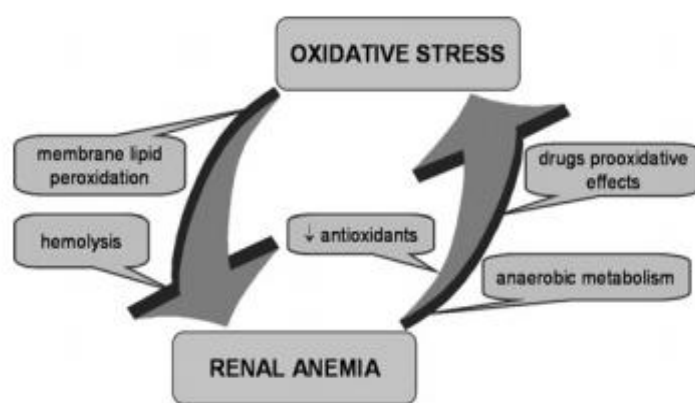 OXIDATIVE STRESS
membrane lipid
peroxidation
drugs prooxidative
effects
hemolysis
↓ antioxidants
anaerobic metabolism
RENAL ANEMIA